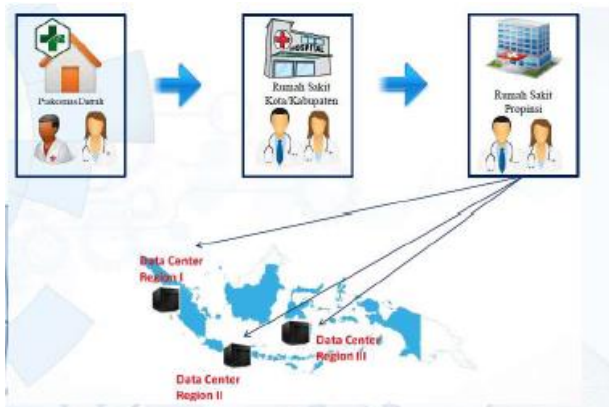 Puskesmas Daerah
HOSPITAL
Rumah Sakit
Kota/Kabupaten
Rumah Sakit
Propinsi
Data Center
Region I
Data Center
Region III
Data Center
Region II